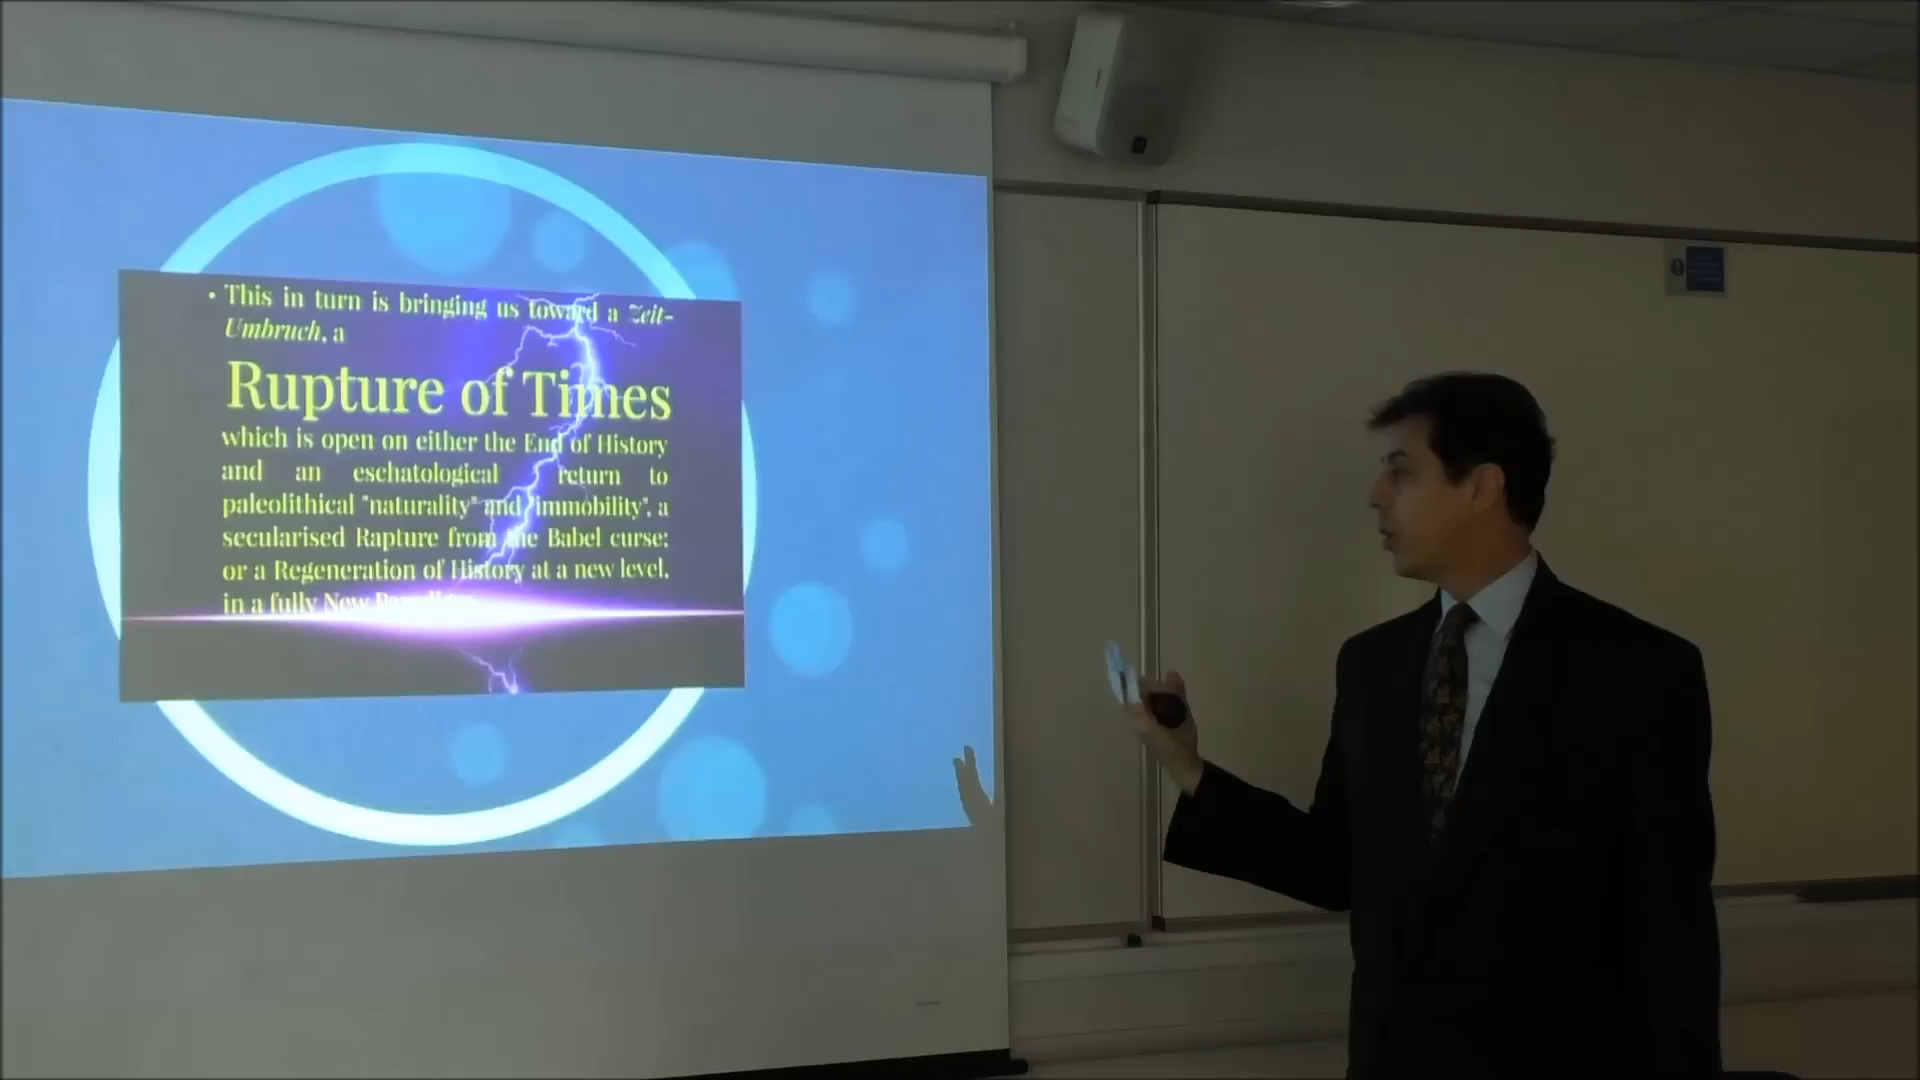 • This in turn is bringing us toward a Zeit-
Umbruch, a
Rupture of Times
which is open on either the End of History
and an eschatological return to
paleolithical "naturality" and "immobility", a
secularised Rapture from the Babel curse;
or a Regeneration of History at a new level,
in a fully New